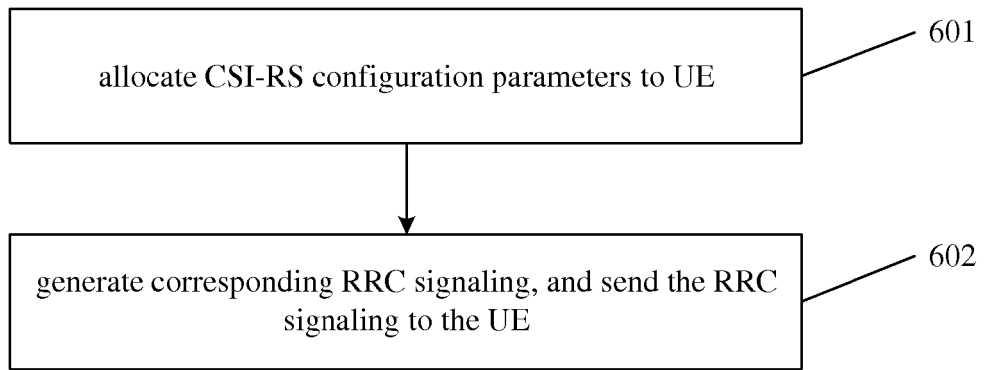 601
allocate CSI-RS configuration parameters to UE
602
generate corresponding RRC signaling, and send the RRC
signaling to the UE